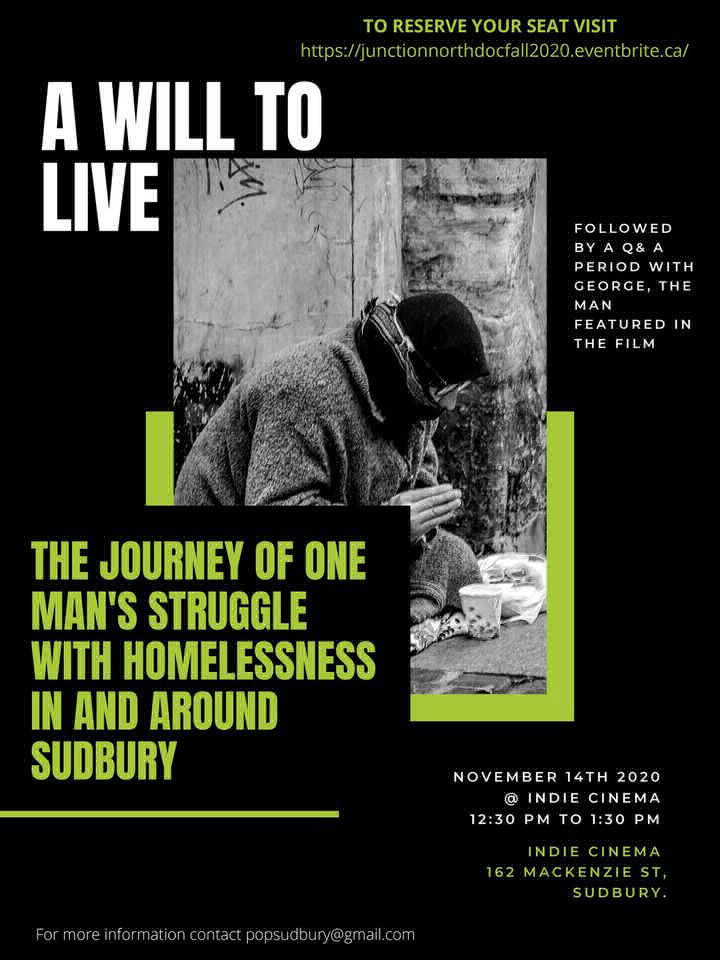 TO RESERVE YOUR SEAT VISIT
https://junctionnorthdocfall2020.eventbrite.ca/
A WILL TO
LIVE
FOLLOWED
BY A Q& A
PERIOD WITH
GEORGE, THE
MAN
FEATURED IN
THE FILM
THE JOURNEY OF ONE
MAN'S STRUGGLE
WITH HOMELESSNESS
IN AND AROUND
SUDBURY
NOVEMBER 14TH 2020
@ INDIE CINEMA
12:30 PM TO 1:30 PM
INDIE CINEMA
162 MACKENZIE ST,
SUDBURY.
For more information contact popsudbury@gmail.com